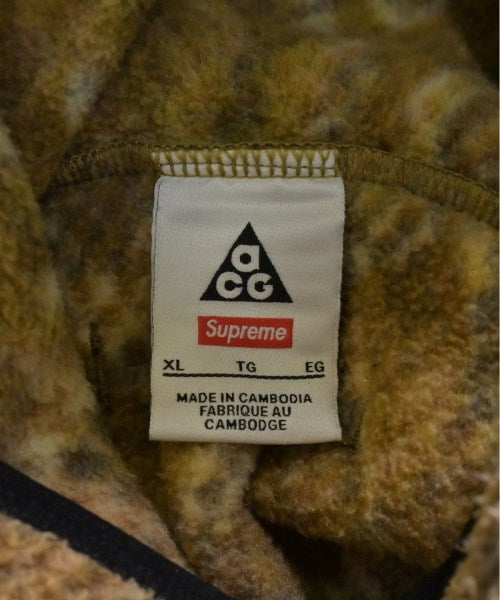 aCG
Supreme
XL TG EG
MADE IN CAMBODIA
FABRIQUE AU
CAMBODGE